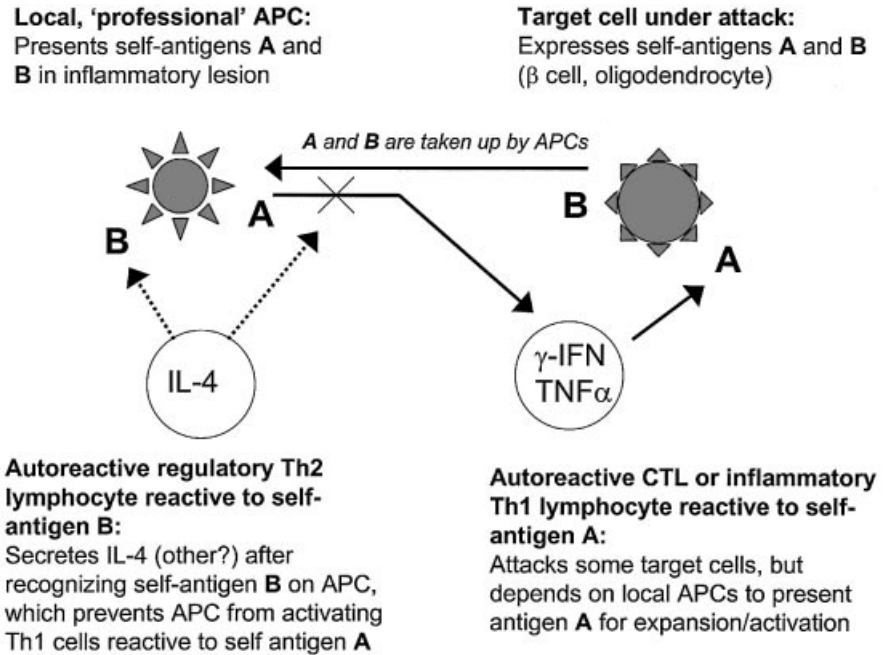 Local, ‘professional’ APC:
Presents self-antigens A and
B in inflammatory lesion
Target cell under attack:
Expresses self-antigens A and B
(β cell, oligodendrocyte)
A and B are taken up by APCs
B
A
B
A
IL-4
γ-IFN
TNFα
Autoreactive regulatory Th2
lymphocyte reactive to self-
antigen B:
Secretes IL-4 (other?) after
recognizing self-antigen B on APC,
which prevents APC from activating
Th1 cells reactive to self antigen A
Autoreactive CTL or inflammatory
Th1 lymphocyte reactive to self-
antigen A:
Attacks some target cells, but
depends on local APCs to present
antigen A for expansion/activation